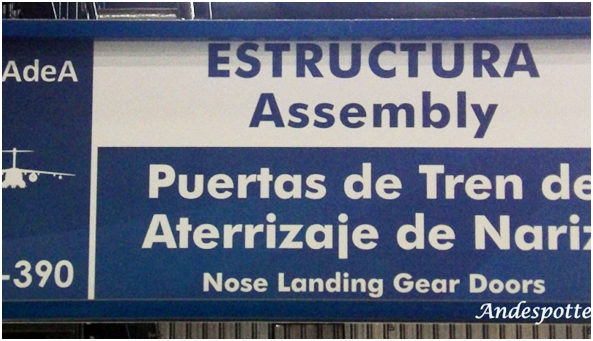 AdeA
ESTRUCTURA
Assembly
Puertas de Tren de
Aterrizaje de Nariz
Nose Landing Gear Doors
-390
Andespotte